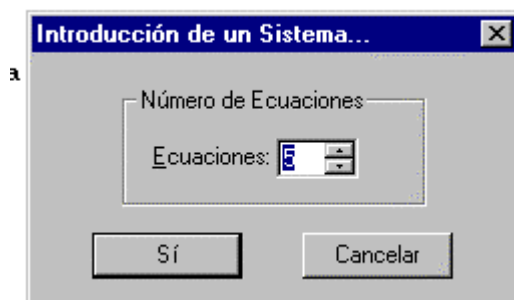 Introducción de un Sistema...
a
Número de Ecuaciones
Ecuaciones: 5
Sí
Cancelar